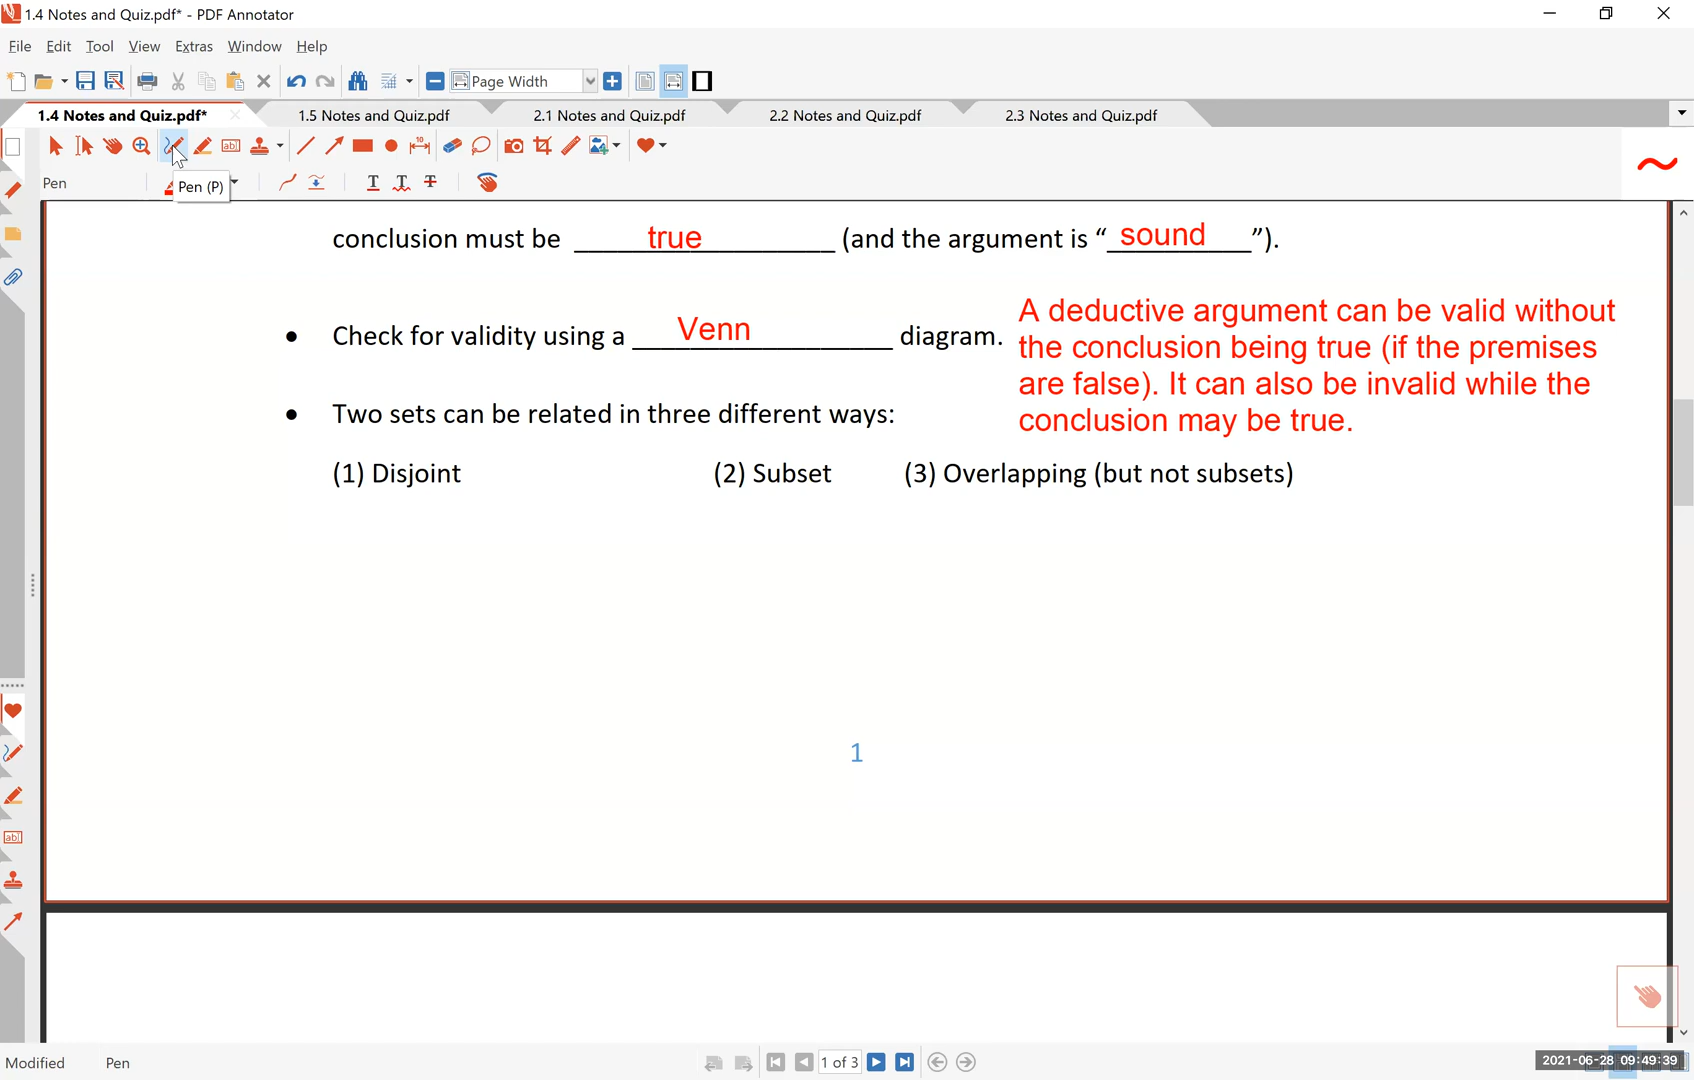 1.4 Notes and Quiz.pdf* - PDF Annotator
File Edit Tool View Extras Window Help
Page Width
1.4 Notes and Quiz.pdf* 1.5 Notes and Quiz.pdf 2.1 Notes and Quiz.pdf 2.2 Notes and Quiz.pdf 2.3 Notes and Quiz.pdf
Pen
Pen (P)
conclusion must be __________________ true (and the argument is “__________ sound”).
Check for validity using a __________________ Venn diagram.
A deductive argument can be valid without
the conclusion being true (if the premises
are false). It can also be invalid while the
conclusion may be true.
Two sets can be related in three different ways:
(1) Disjoint (2) Subset (3) Overlapping (but not subsets)
1
Modified Pen 1 of 3 2021-06-28 09:49:39